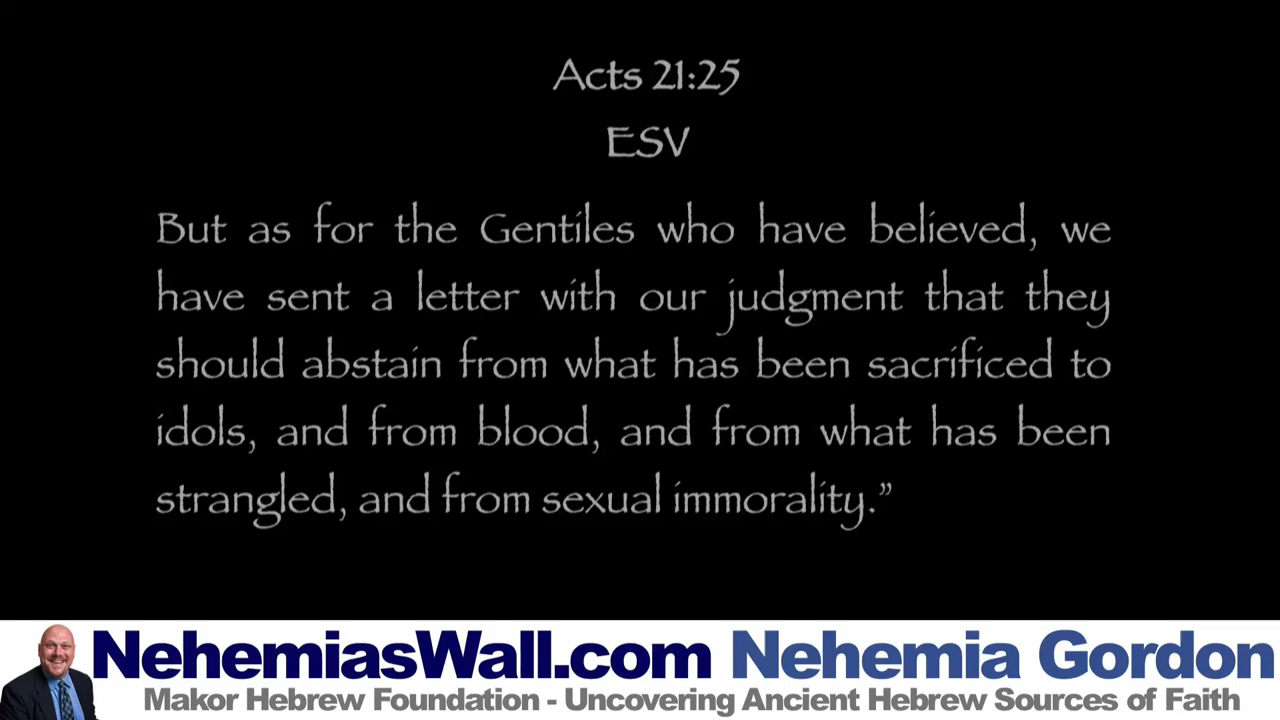 Acts 21:25
ESV
But as for the Gentiles who have believed, we
have sent a letter with our judgment that they
should abstain from what has been sacrificed to
idols, and from blood, and from what has been
strangled, and from sexual immorality.”
NehemiasWall.com Nehemia Gordon
Makor Hebrew Foundation - Uncovering Ancient Hebrew Sources of Faith